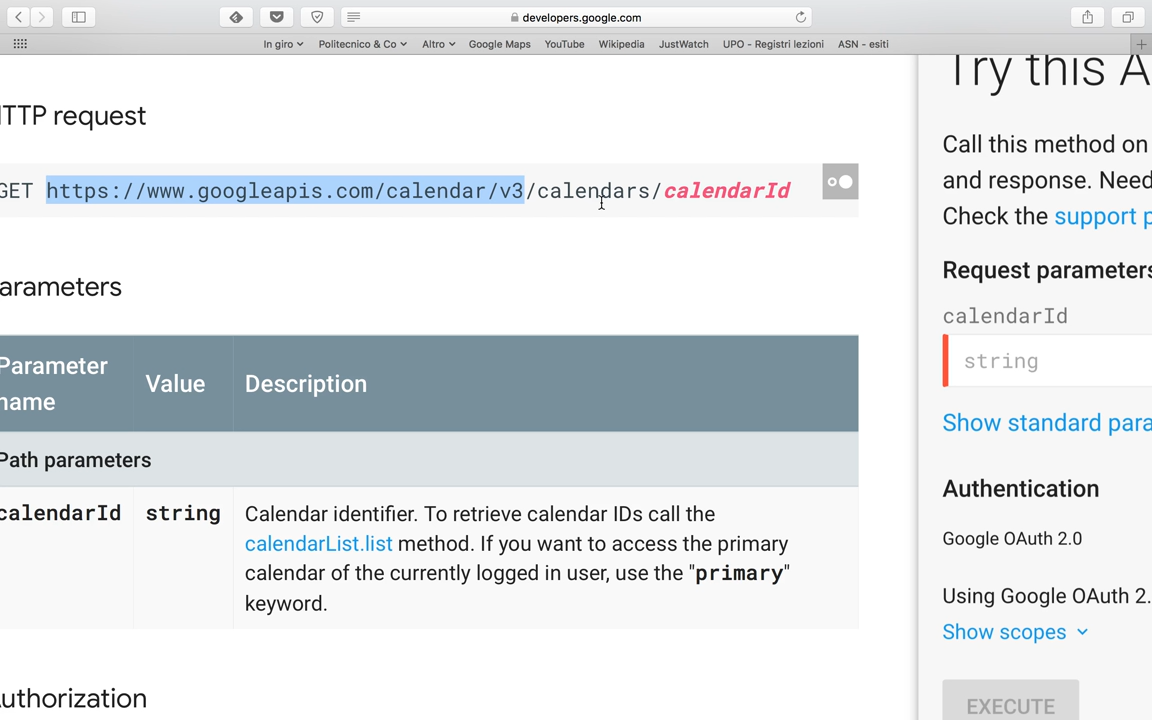 developers.google.com
In giro Politecnico & Co Altro Google Maps YouTube Wikipedia JustWatch UPO - Registri lezioni ASN - esiti
Try this A
TTP request
Call this method on
GET https://www.googleapis.com/calendar/v3/calendars/calendarId
and response. Need
Check the support p
arameters
Request parameters
calendarId
string
Parameter name
Value
Description
Show standard para
Path parameters
Authentication
calendarId
string
Calendar identifier. To retrieve calendar IDs call the
calendarList.list method. If you want to access the primary
calendar of the currently logged in user, use the "primary"
keyword.
Google OAuth 2.0
Using Google OAuth 2.
Show scopes
uthorization
EXECUTE